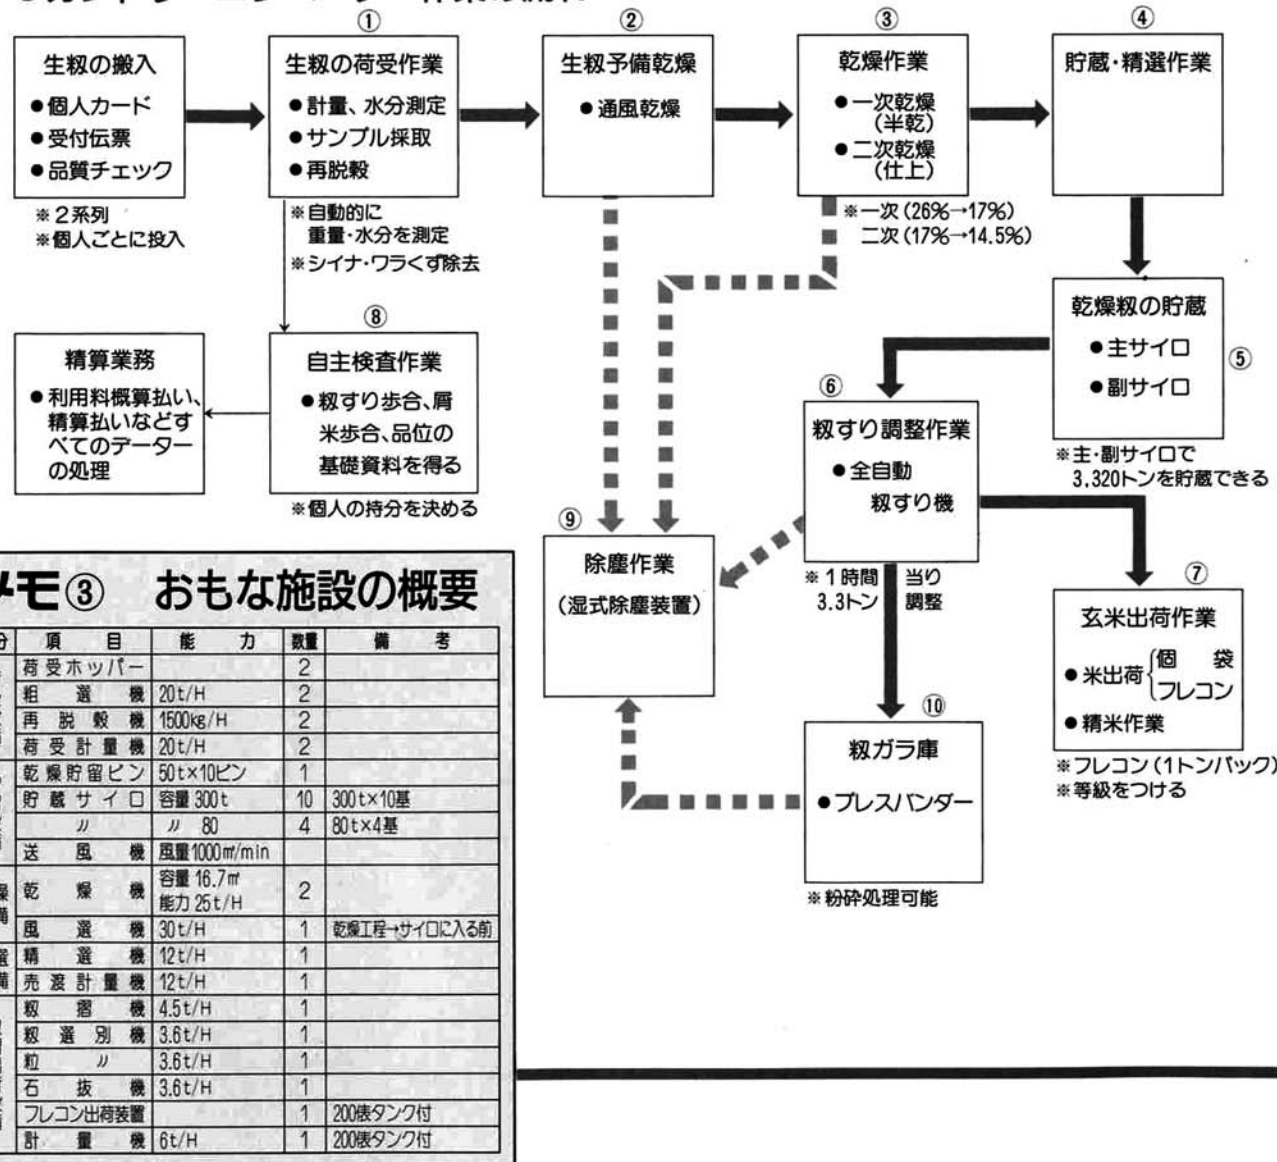 ①
生籾の搬入
●個人カード
●受付伝票
●品質チェック
※2系列
※個人ごとに投入
生籾の荷受作業
●計量、水分測定
●サンプル採取
●再脱穀
※自動的に
重量・水分を測定
※シイナ・ワラくず除去
②
生籾予備乾燥
●通風乾燥
③
乾燥作業
●一次乾燥
(半乾)
●二次乾燥
(仕上)
※一次(26%→17%)
二次(17%→14.5%)
④
貯蔵・精選作業
乾燥籾の貯蔵
●主サイロ
●副サイロ
⑤
※主・副サイロで
3,320トンを貯蔵できる
⑥
籾すり調整作業
●全自動
籾すり機
※1時間当り
3.3トン調整
⑦
玄米出荷作業
●米出荷{個 袋
フレコン
●精米作業
※フレコン(1トンパック)
※等級をつける
⑧
自主検査作業
●籾すり歩合、屑
米歩合、品位の
基礎資料を得る
※個人の持分を決める
精算業務
●利用料概算払い、
精算払いなどす
べてのデーター
の処理
⑨
除塵作業
(湿式除塵装置)
⑩
籾ガラ庫
●プレスバンダー
※粉砕処理可能
メモ③ おもな施設の概要
分 項目 能力 数量 備考
荷受ホッパー 2
粗選機 20t/H 2
再脱穀機 1500kg/H 2
荷受計量機 20t/H 2
乾燥貯留ビン 50t×10ビン 1
貯蔵サイロ 容量300t 10 300t×10基
〃 〃 80 4 80t×4基
送風機 風量1000㎥/min
乾燥機 容量16.7㎥ 2
能力25t/H
風選機 30t/H 1 乾燥工程→サイロに入る前
精選機 12t/H 1
売渡計量機 12t/H 1
籾摺機 4.5t/H 1
籾選別機 3.6t/H 1
粒〃 3.6t/H 1
石抜機 3.6t/H 1
フレコン出荷装置 1 200俵タンク付
計量機 6t/H 1 200俵タンク付